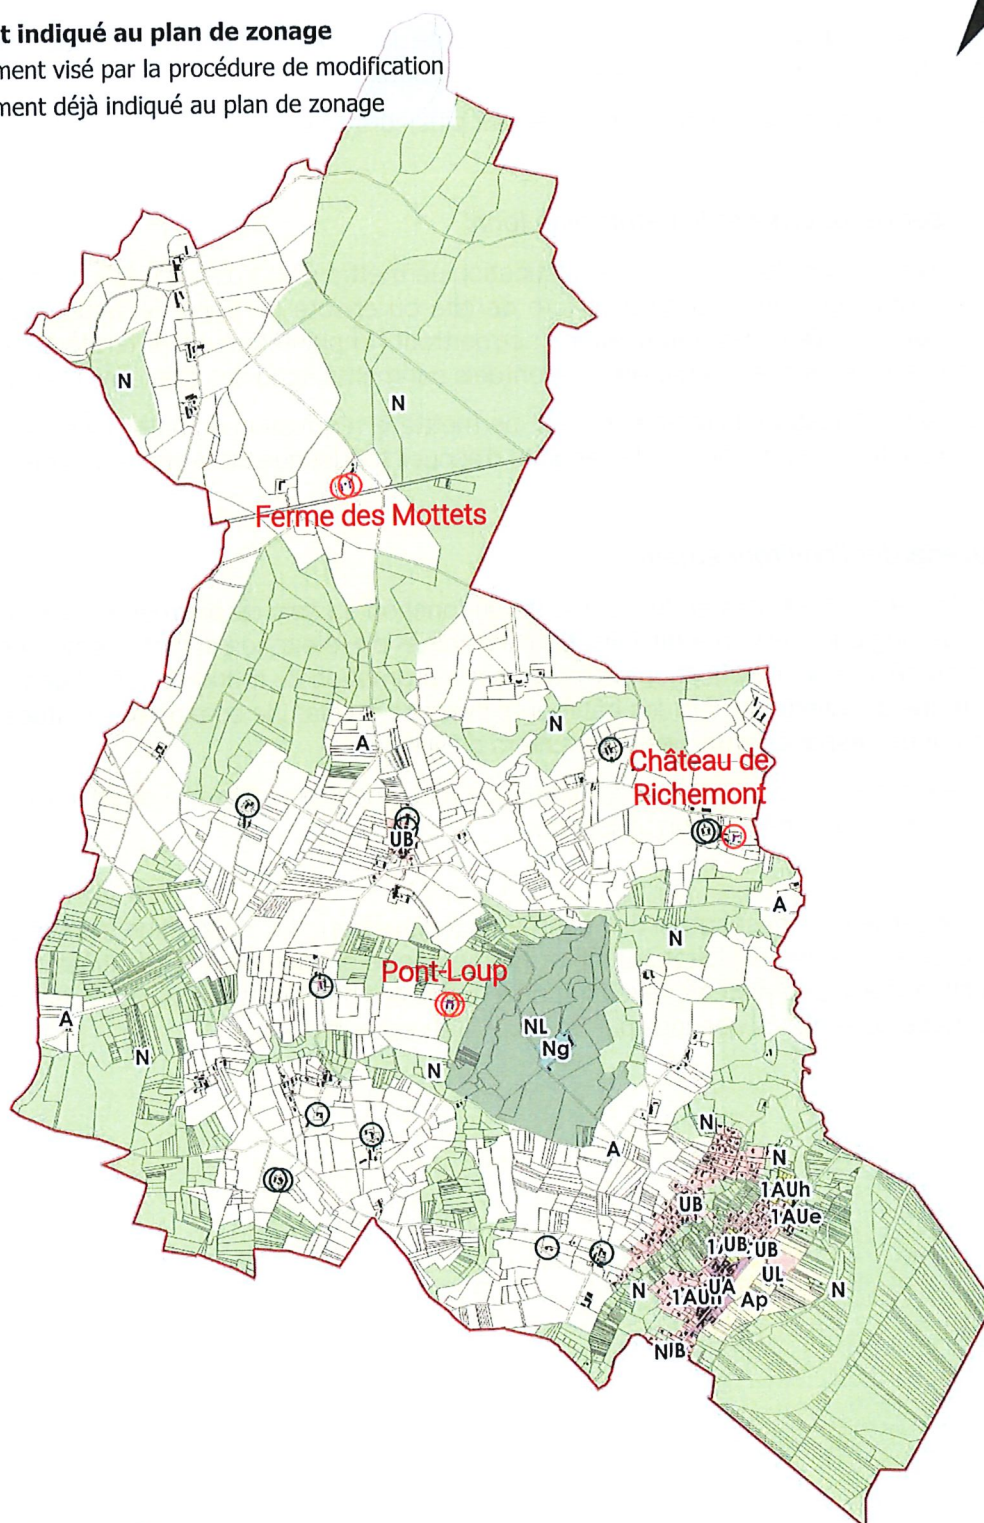 t indiqué au plan de zonage
ment visé par la procédure de modification
ment déjà indiqué au plan de zonage
N
N
Ferme des Mottets
N
A
Château de
Richemont
UB
A
N
Pont-Loup
A
NL
Ng
N
N
N
A
N
1AUh
UB
1AUe
UB
UB
UL
UA
N
N
Ap